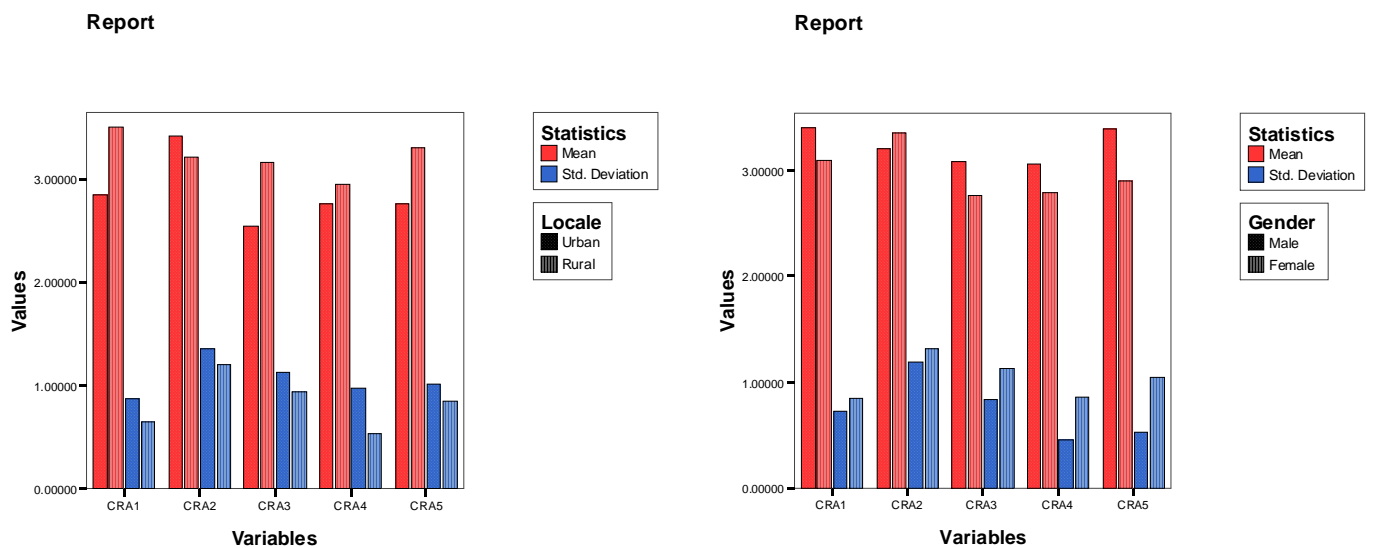 Report
Values
3.00000
2.00000
1.00000
0.00000
CRA1 CRA2 CRA3 CRA4 CRA5
Variables
Statistics
Mean
Std. Deviation
Locale
Urban
Rural
Report
Values
3.00000
2.00000
1.00000
0.00000
CRA1 CRA2 CRA3 CRA4 CRA5
Variables
Statistics
Mean
Std. Deviation
Gender
Male
Female